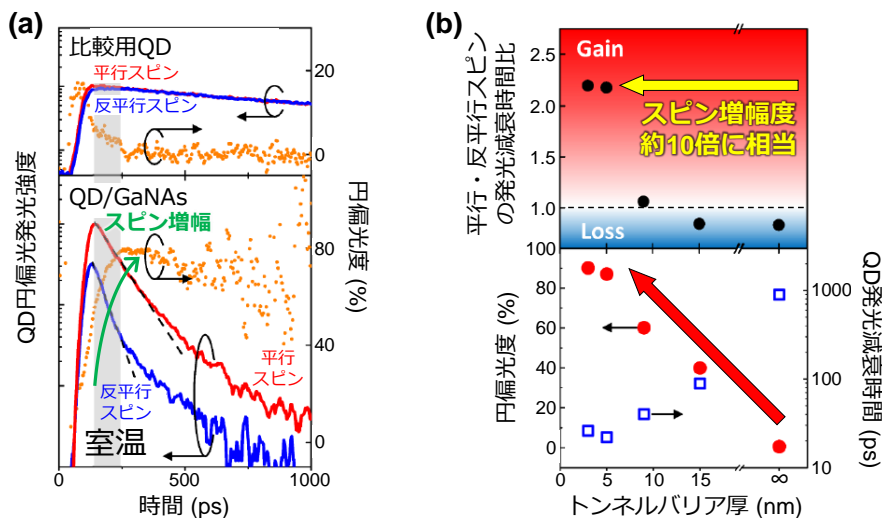 (a)
比較用QD
平行スピン
反平行スピン
20
0
QD/GaNAs
スピン増幅
80
40
0
平行
スピン
反平行
スピン
室温
QD円偏光発光強度
円偏光度 (%)
0
500
1000
時間 (ps)
(b)
平行・反平行スピン
の発光減衰時間比
2.5
2.0
1.5
1.0
Gain
スピン増幅度
約10倍に相当
Loss
円偏光度 (%)
100
80
60
40
20
0
QD発光減衰時間 (ps)
1000
100
10
0
5
10
15
∞
トンネルバリア厚 (nm)